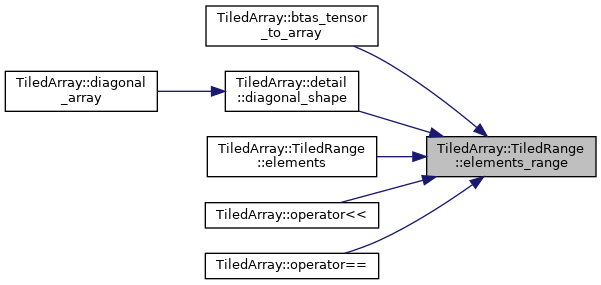 TiledArray::btas_tensor
_to_array
TiledArray::diagonal
_array
TiledArray::detail
::diagonal_shape
TiledArray::TiledRange
::elements
TiledArray::TiledRange
::elements_range
TiledArray::operator<<
TiledArray::operator==